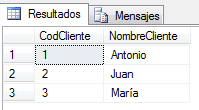 Resultados Mensajes
CodCliente NombreCliente
1 1 Antonio
2 2 Juan
3 3 María